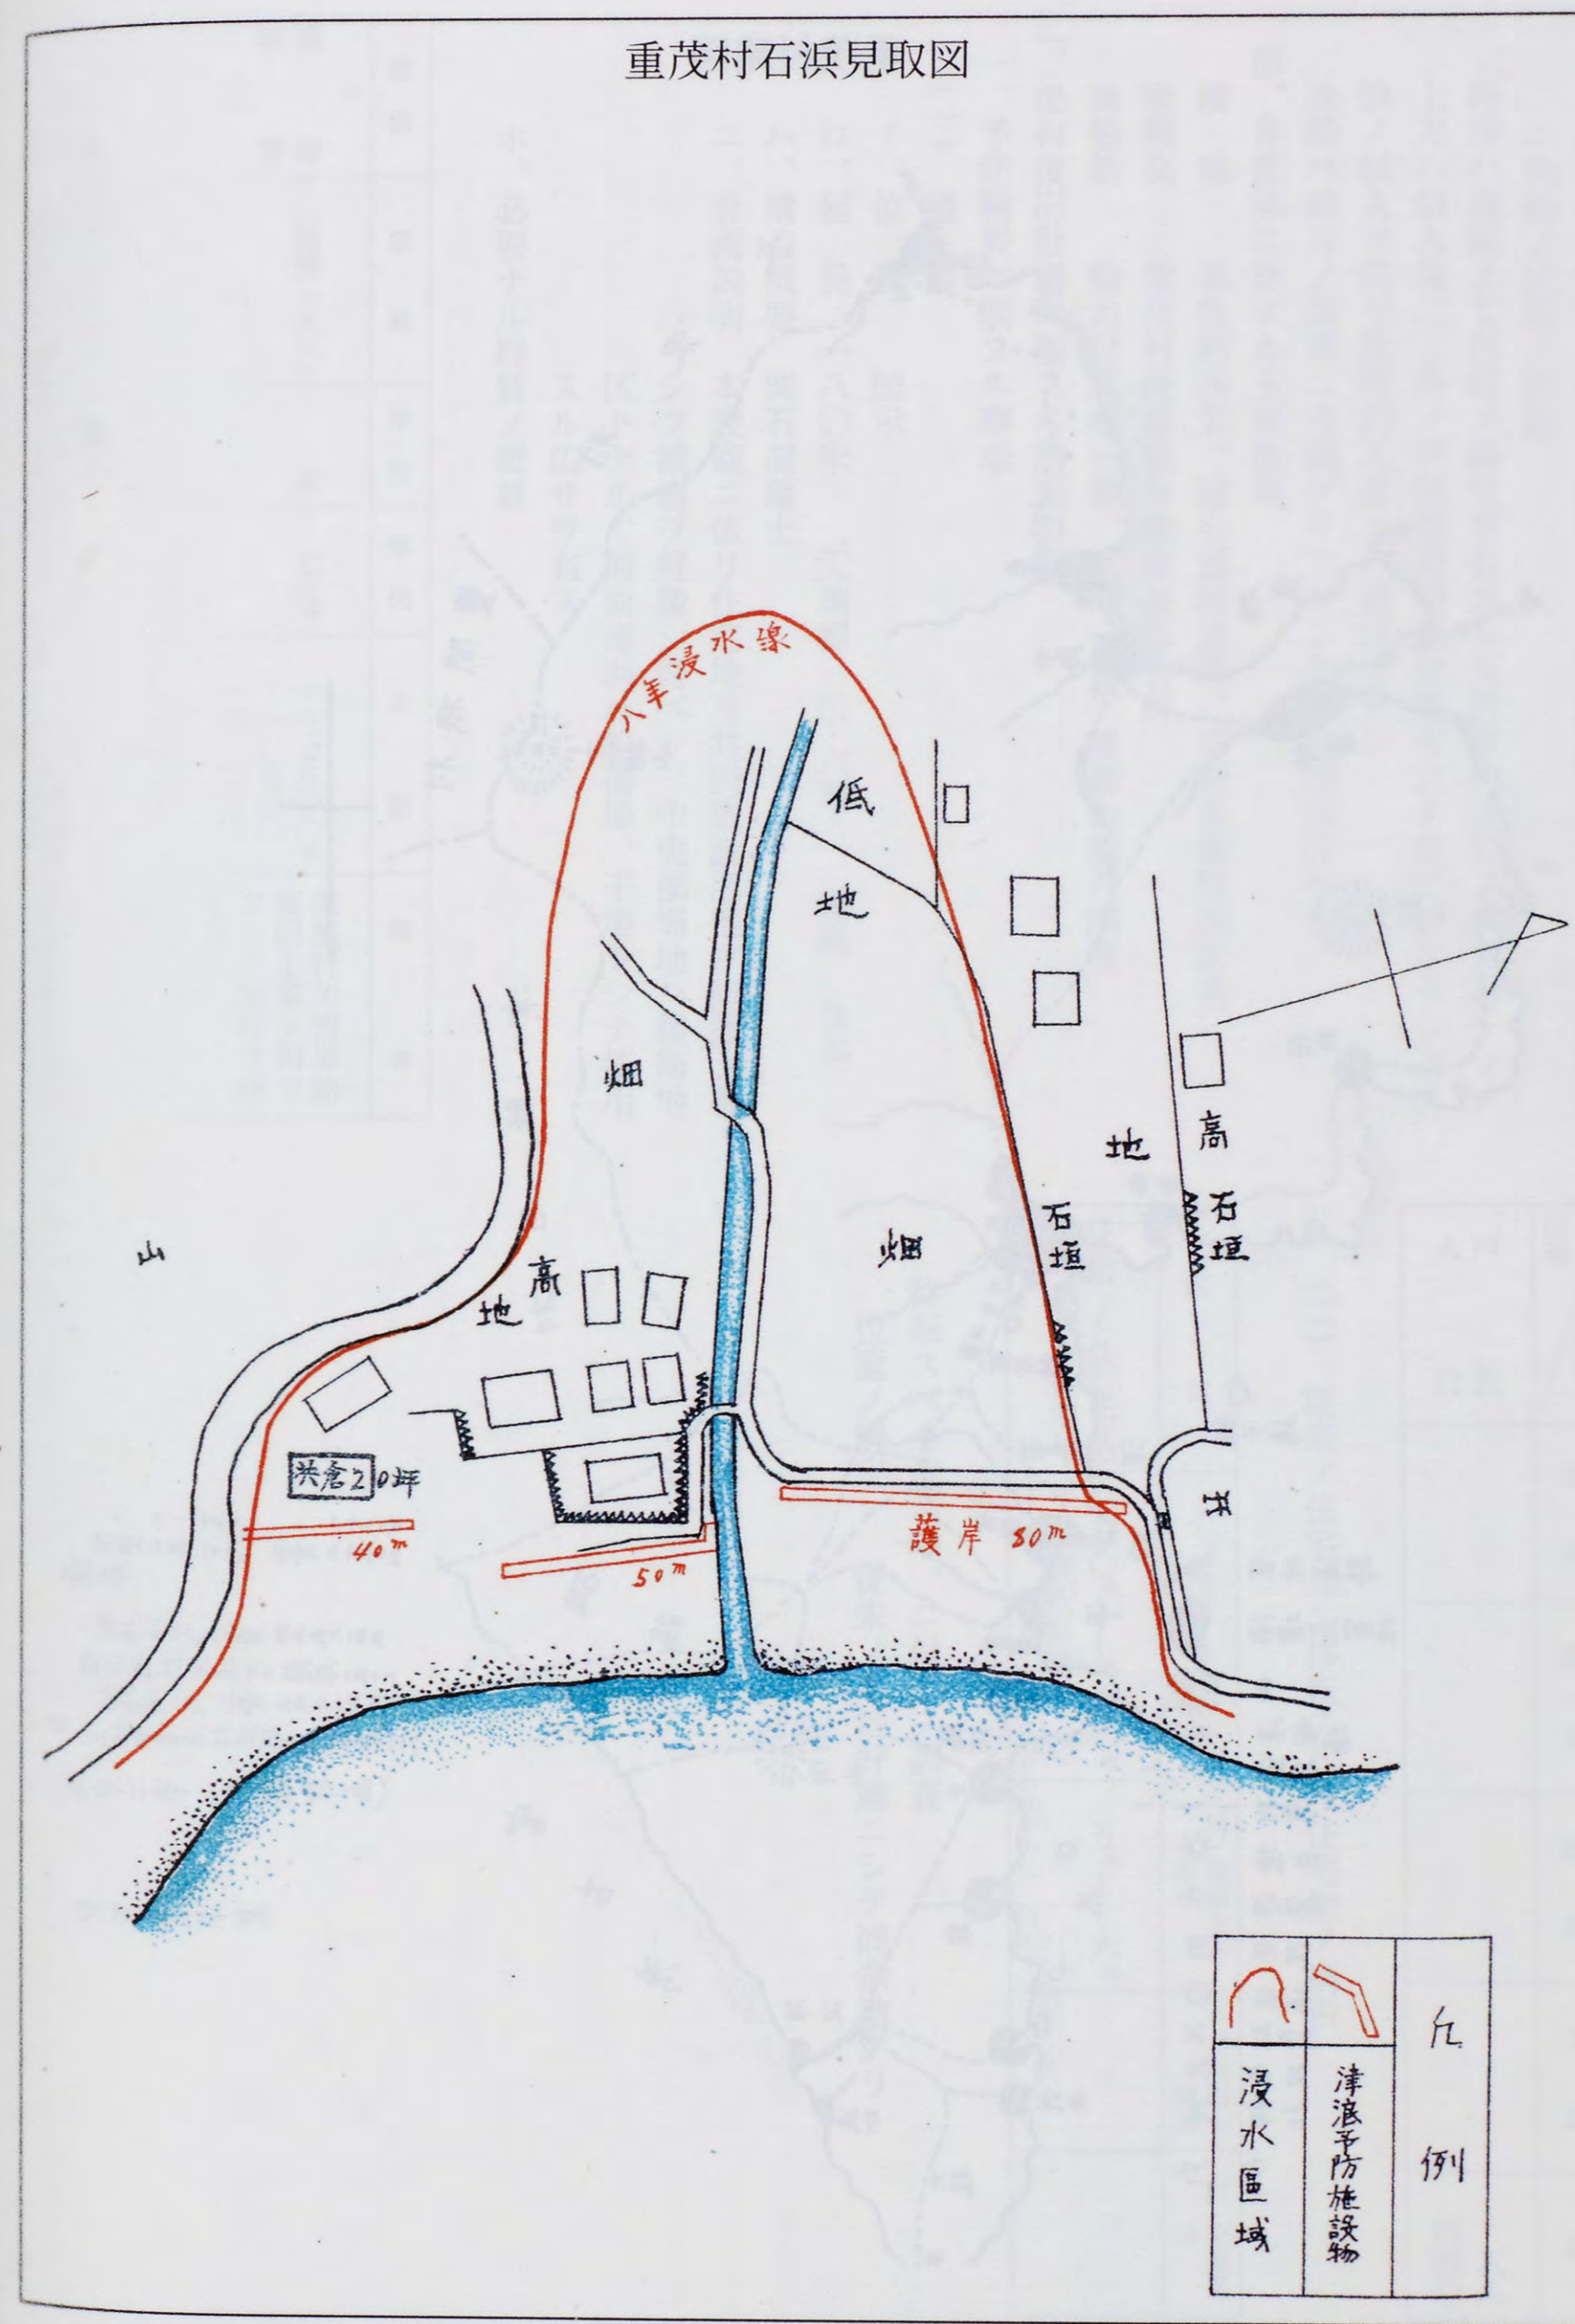 重茂村石浜見取図
八年浸水線
低地
畑
畑
高地
石垣
石垣
山
高地
共倉20坪
40m
50m
護岸 80m
凡例
津浪予防施設物
浸水區域